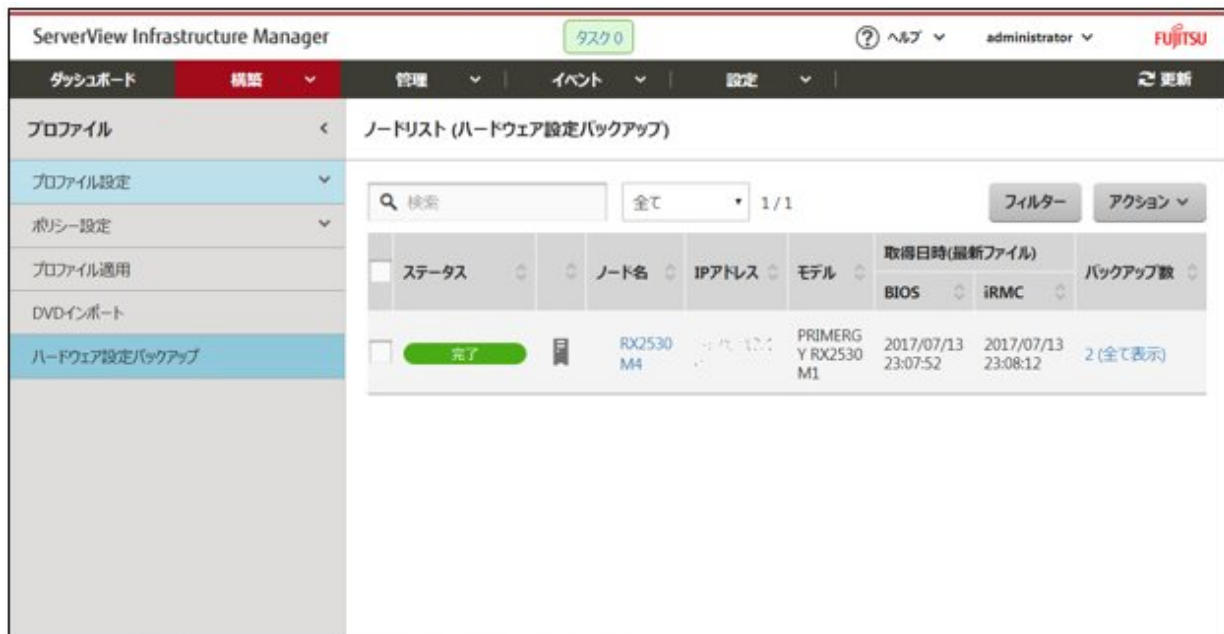 ServerView Infrastructure Manager
タスク 0
? ヘルプ
administrator
FUJITSU
ダッシュボード
構築
管理
イベント
設定
更新
プロファイル
プロファイル設定
ポリシー設定
プロファイル適用
DVDインポート
ハードウェア設定バックアップ
ノードリスト (ハードウェア設定バックアップ)
検索
全て
1 / 1
フィルター
アクション
ステータス
ノード名
IPアドレス
モデル
取得日時(最新ファイル)
BIOS
iRMC
バックアップ数
完了
RX2530
M4
PRIMERG
Y RX2530
M1
2017/07/13
23:07:52
2017/07/13
23:08:12
2 (全て表示)